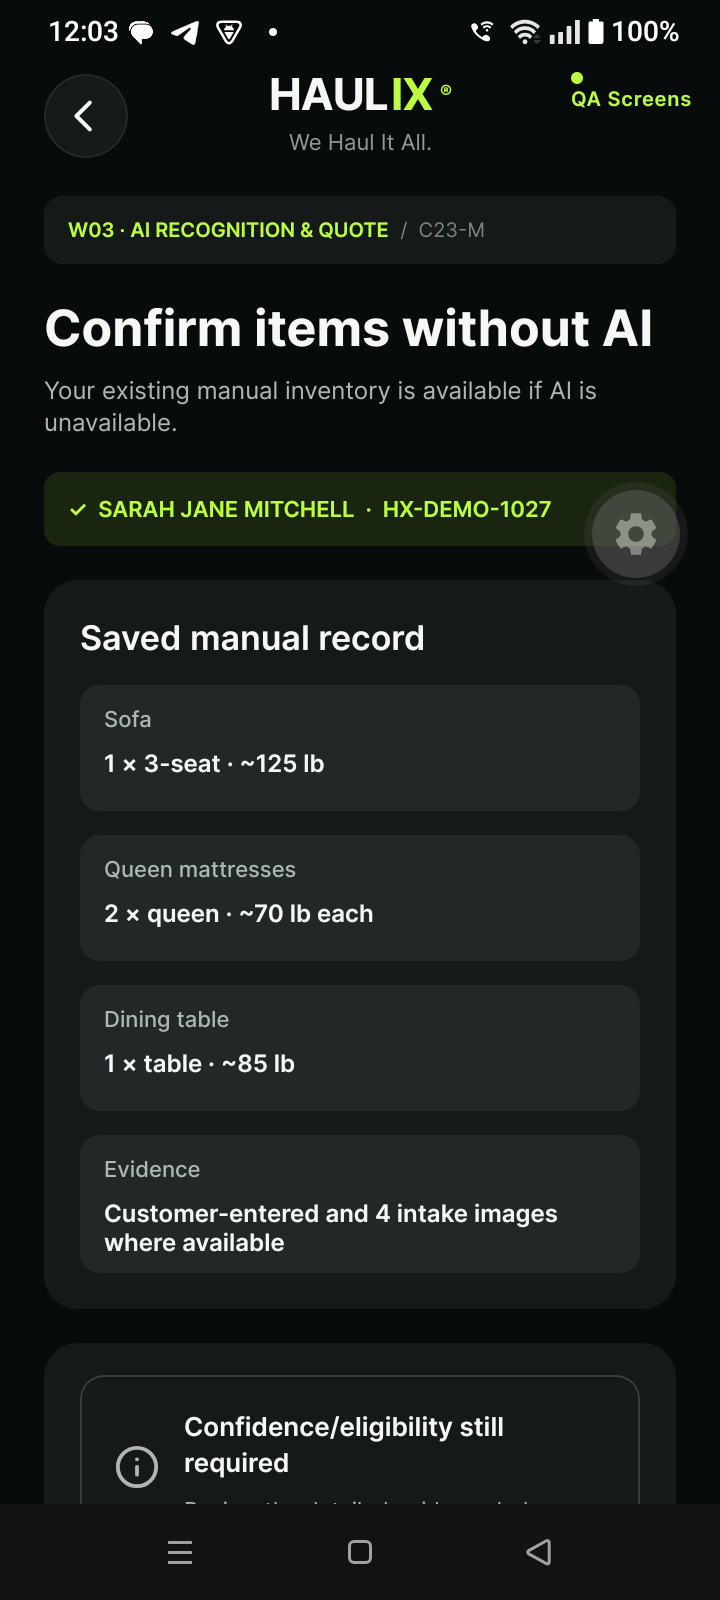 12:03
100%
HAULIX ®
We Haul It All.
QA Screens
W03 · AI RECOGNITION & QUOTE / C23-M
Confirm items without AI
Your existing manual inventory is available if AI is
unavailable.
✓ SARAH JANE MITCHELL · HX-DEMO-1027
Saved manual record
Sofa
1 × 3-seat · ~125 lb
Queen mattresses
2 × queen · ~70 lb each
Dining table
1 × table · ~85 lb
Evidence
Customer-entered and 4 intake images
where available
Confidence/eligibility still
required